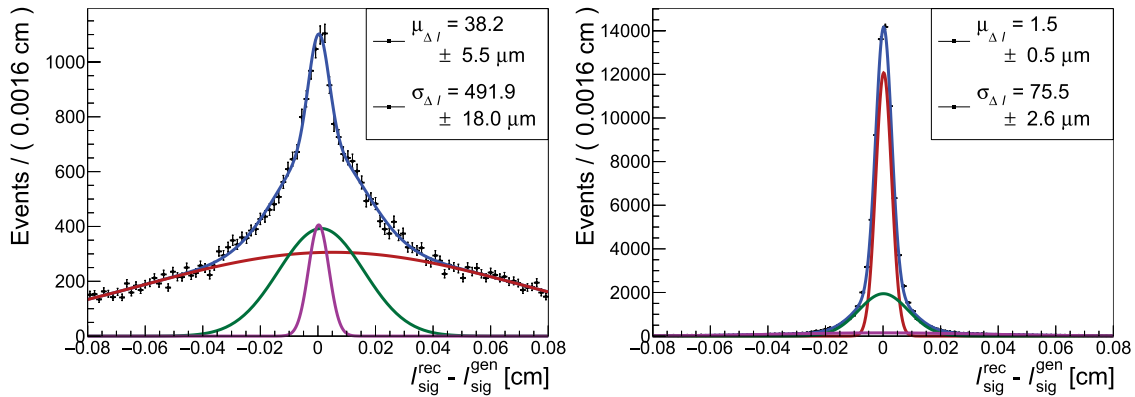 Events / ( 0.0016 cm )
1000
800
600
400
200
0
μ_Δl = 38.2
± 5.5 μm
σ_Δl = 491.9
± 18.0 μm
−0.08 −0.06 −0.04 −0.02 0 0.02 0.04 0.06 0.08
l_sig^rec - l_sig^gen [cm]
Events / ( 0.0016 cm )
14000
12000
10000
8000
6000
4000
2000
0
μ_Δl = 1.5
± 0.5 μm
σ_Δl = 75.5
± 2.6 μm
−0.08 −0.06 −0.04 −0.02 0 0.02 0.04 0.06 0.08
l_sig^rec - l_sig^gen [cm]